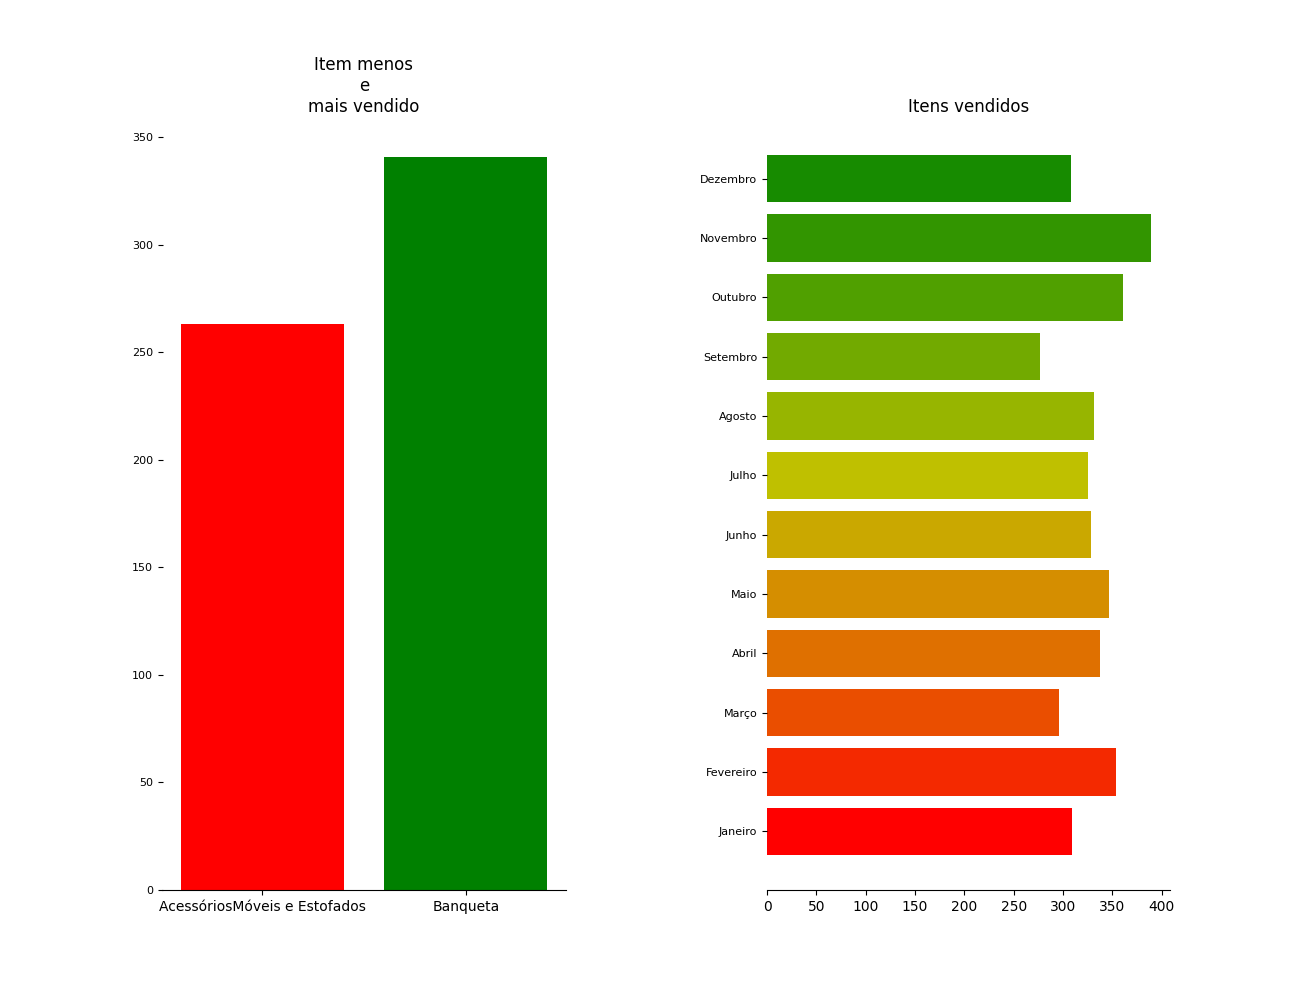 Item menos
e
mais vendido
350
300
250
200
150
100
50
0
AcessóriosMóveis e Estofados
Banqueta
Itens vendidos
Dezembro
Novembro
Outubro
Setembro
Agosto
Julho
Junho
Maio
Abril
Março
Fevereiro
Janeiro
0 50 100 150 200 250 300 350 400